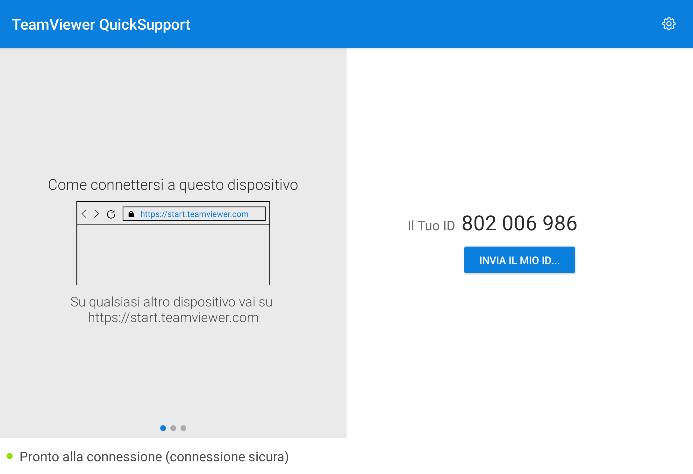 TeamViewer QuickSupport
Come connettersi a questo dispositivo
https://start.teamviewer.com
Su qualsiasi altro dispositivo vai su
https://start.teamviewer.com
Il Tuo ID 802 006 986
INVIA IL MIO ID...
Pronto alla connessione (connessione sicura)